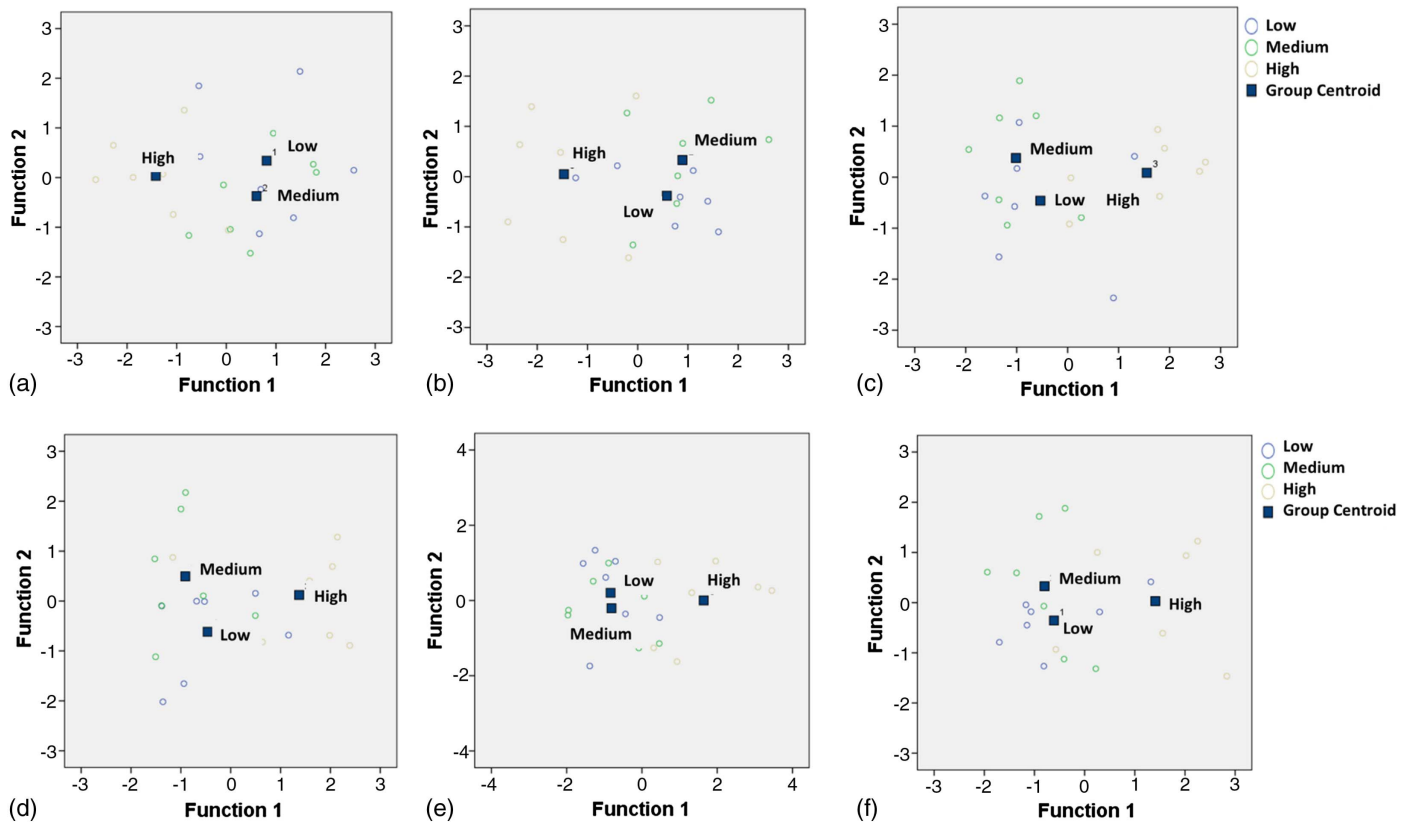 3
2
1
0
-1
-2
-3
Function 2
High
1
Low
2
Medium
-3 -2 -1 0 1 2 3
(a)
Function 1
3
2
1
0
-1
-2
-3
Function 2
High
Medium
Low
-3 -2 -1 0 1 2 3
(b)
Function 1
3
2
1
0
-1
-2
-3
Function 2
Medium
3
Low
High
-3 -2 -1 0 1 2 3
(c)
Function 1
Low
Medium
High
Group Centroid
3
2
1
0
-1
-2
-3
Function 2
Medium
High
Low
-3 -2 -1 0 1 2 3
(d)
Function 1
4
2
0
-2
-4
Function 2
Low
High
Medium
-4 -2 0 2 4
(e)
Function 1
3
2
1
0
-1
-2
-3
Function 2
Medium
High
1
Low
-3 -2 -1 0 1 2 3
(f)
Function 1
Low
Medium
High
Group Centroid